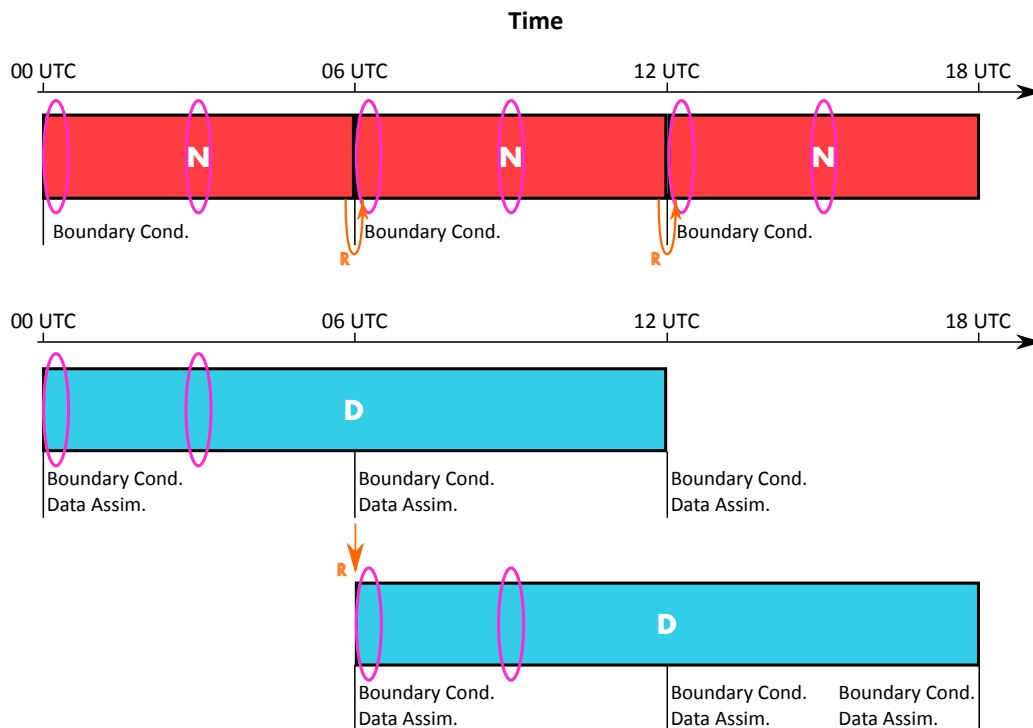 Time
00 UTC 06 UTC 12 UTC 18 UTC
N N N
Boundary Cond. Boundary Cond. Boundary Cond.
R R
00 UTC 06 UTC 12 UTC 18 UTC
D
Boundary Cond. Boundary Cond. Boundary Cond.
Data Assim. Data Assim. Data Assim.
R
D
Boundary Cond. Boundary Cond. Boundary Cond.
Data Assim. Data Assim. Data Assim.